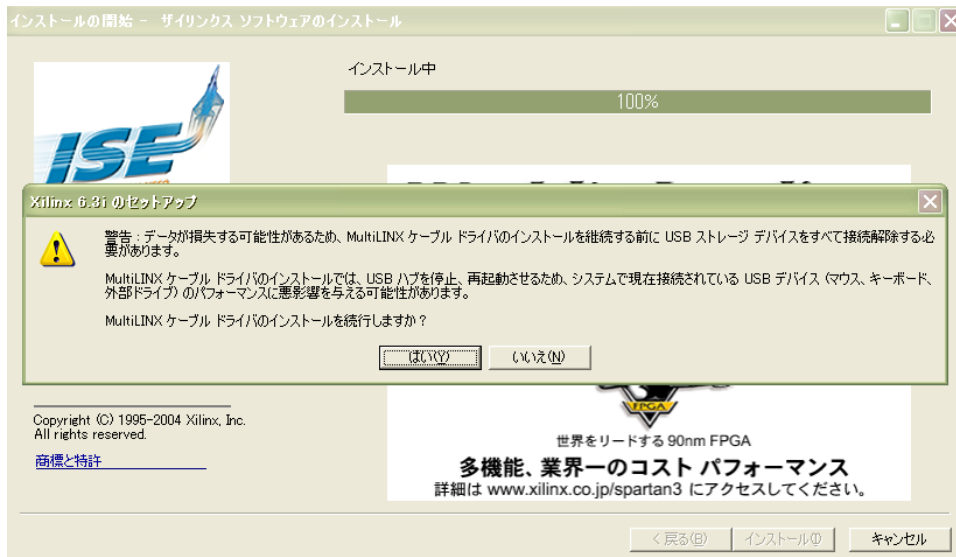 インストールの開始 - ザイリンクス ソフトウェアのインストール
インストール中
100%
ISE
Xilinx 6.3i のセットアップ
警告 : データが損失する可能性があるため、MultiLINX ケーブル ドライバのインストールを継続する前に USB ストレージ デバイスをすべて接続解除する必
要があります。
MultiLINX ケーブル ドライバのインストールでは、USB ハブを停止、再起動させるため、システムで現在接続されている USB デバイス (マウス、キーボード、
外部ドライブ) のパフォーマンスに悪影響を与える可能性があります。
MultiLINX ケーブル ドライバのインストールを続行しますか?
はい(Y)
いいえ(N)
FPGA
Copyright (C) 1995-2004 Xilinx, Inc.
All rights reserved.
商標と特許
世界をリードする 90nm FPGA
多機能、業界一のコスト パフォーマンス
詳細は www.xilinx.co.jp/spartan3 にアクセスしてください。
< 戻る(B)
インストール(I)
キャンセル